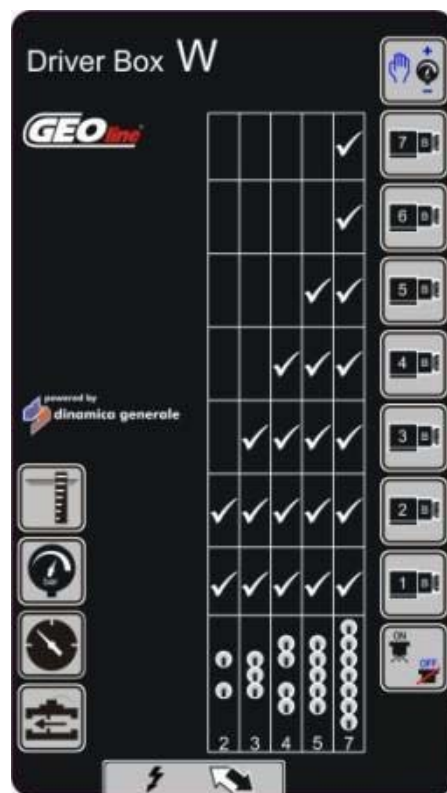 Driver Box W
+
-
GEOline
7 B
6 B
5 B
4 B
powered by
dinamica generale
3 B
2 B
bar
1 B
ON
OFF
2 3 4 5 7